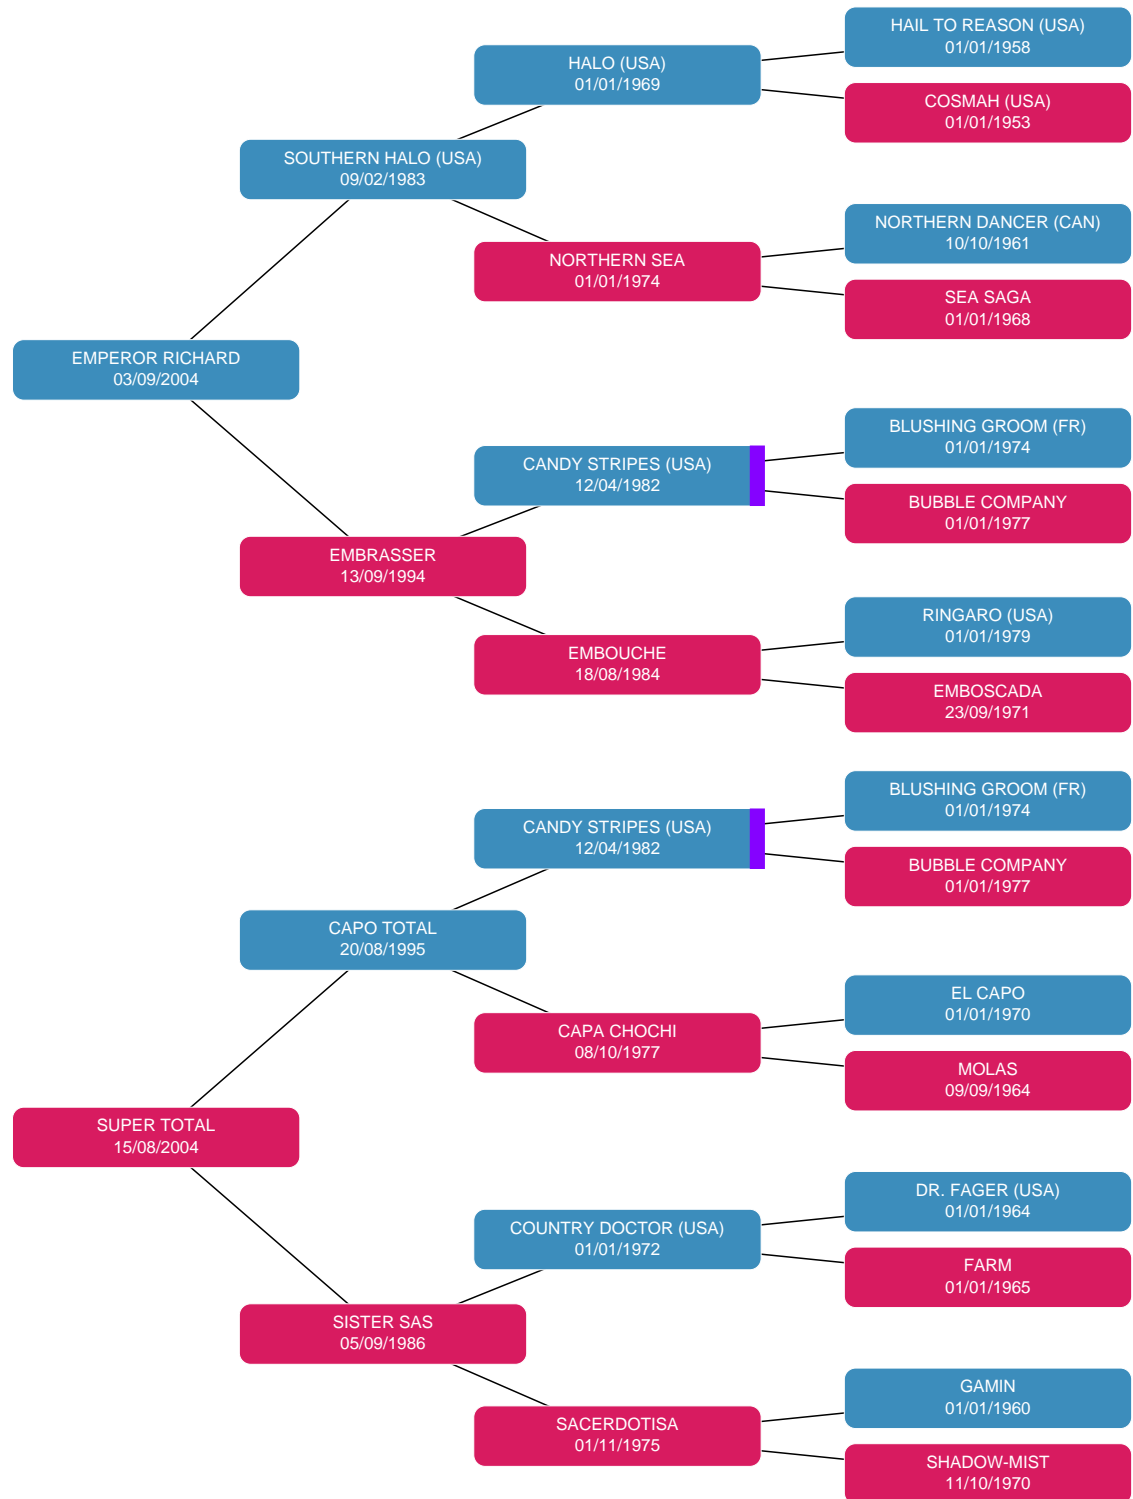 HAIL TO REASON (USA)
01/01/1958
HALO (USA)
01/01/1969
COSMAH (USA)
01/01/1953
SOUTHERN HALO (USA)
09/02/1983
NORTHERN DANCER (CAN)
10/10/1961
NORTHERN SEA
01/01/1974
SEA SAGA
01/01/1968
EMPEROR RICHARD
03/09/2004
BLUSHING GROOM (FR)
01/01/1974
CANDY STRIPES (USA)
12/04/1982
BUBBLE COMPANY
01/01/1977
EMBRASSER
13/09/1994
RINGARO (USA)
01/01/1979
EMBOUCHE
18/08/1984
EMBOSCADA
23/09/1971
BLUSHING GROOM (FR)
01/01/1974
CANDY STRIPES (USA)
12/04/1982
BUBBLE COMPANY
01/01/1977
CAPO TOTAL
20/08/1995
EL CAPO
01/01/1970
CAPA CHOCHI
08/10/1977
MOLAS
09/09/1964
SUPER TOTAL
15/08/2004
DR. FAGER (USA)
01/01/1964
COUNTRY DOCTOR (USA)
01/01/1972
FARM
01/01/1965
SISTER SAS
05/09/1986
GAMIN
01/01/1960
SACERDOTISA
01/11/1975
SHADOW-MIST
11/10/1970